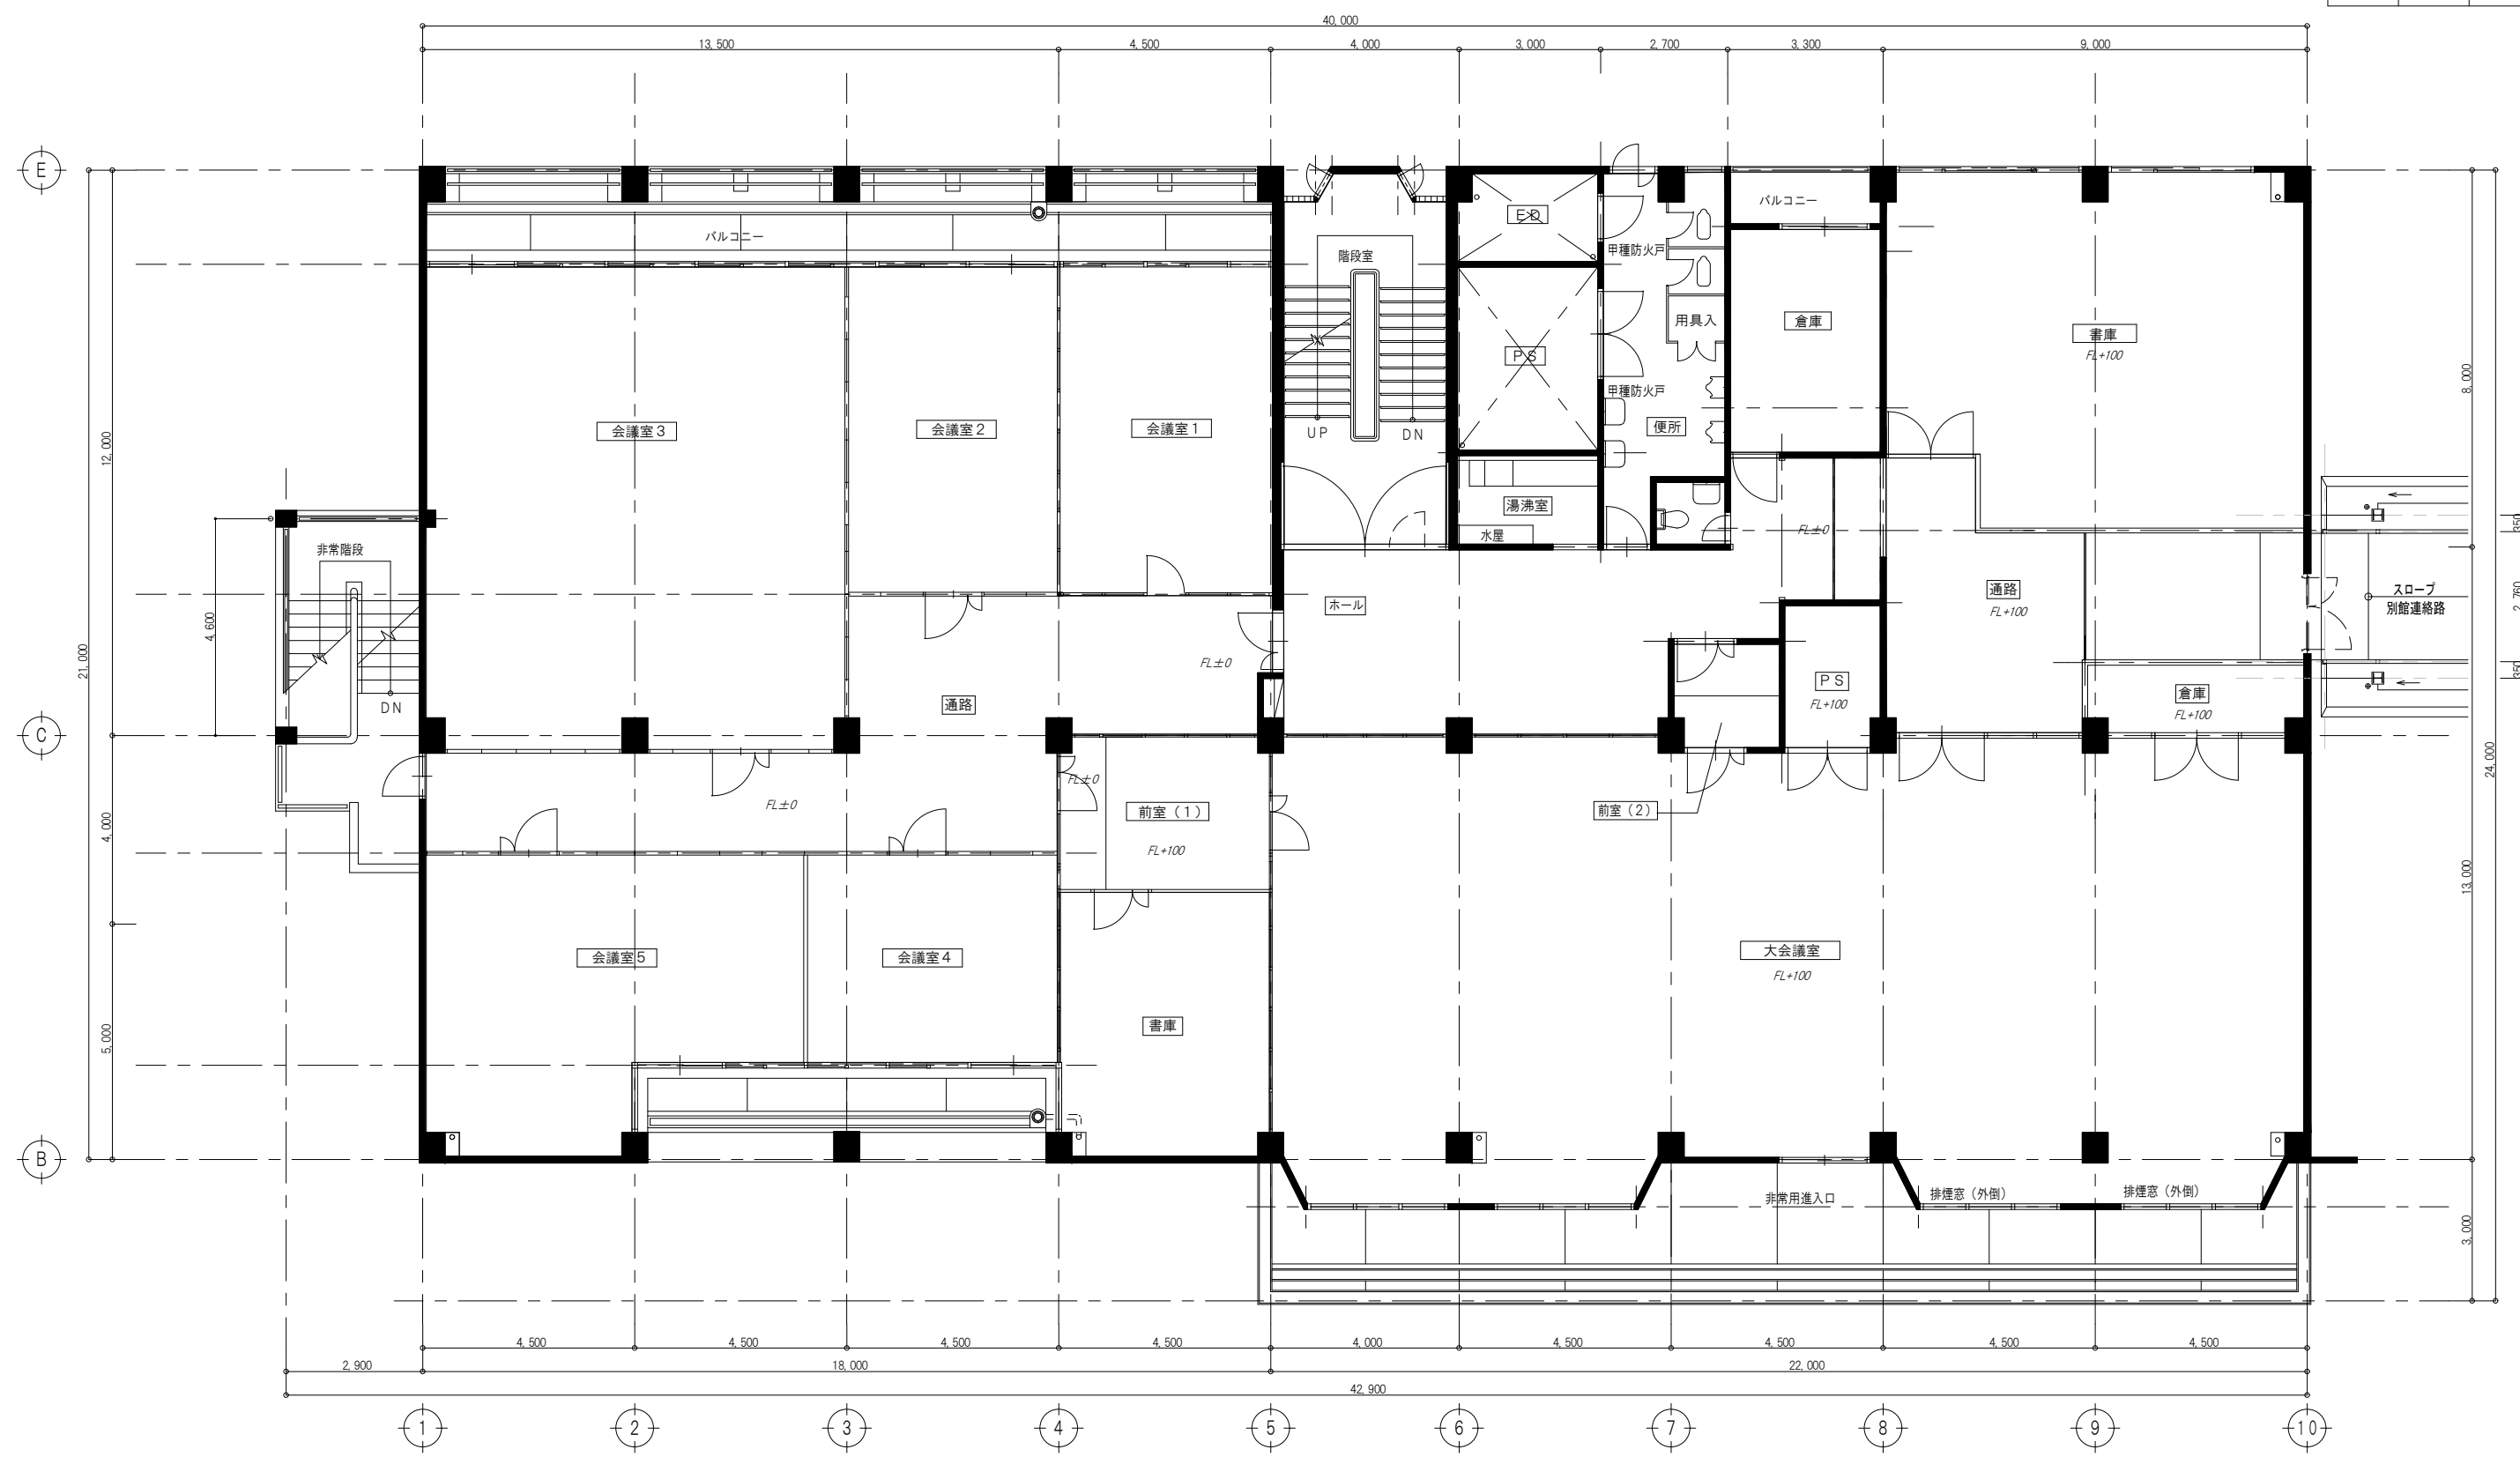 40,000
13,500
4,500
4,000
3,000
2,700
3,300
9,000
E
バルコニー
バルコニー
階段室
ED
甲種防火戸
用具入
倉庫
書庫
FL+100
PS
甲種防火戸
便所
会議室3
会議室2
会議室1
UP
DN
湯沸室
水屋
FL±0
非常階段
DN
ホール
通路
FL+100
スロープ
別館連絡路
FL±0
通路
PS
FL+100
倉庫
FL+100
C
FL±0
FL±0
前室(1)
FL+100
前室(2)
会議室5
会議室4
大会議室
FL+100
書庫
B
非常用進入口
排煙窓(外倒)
排煙窓(外倒)
21,000
12,000
4,600
4,000
5,000
8,000
350
2,760
350
24,000
13,000
3,000
4,500
4,500
4,500
4,500
4,000
4,500
4,500
4,500
4,500
2,900
18,000
22,000
42,900
1
2
3
4
5
6
7
8
9
10